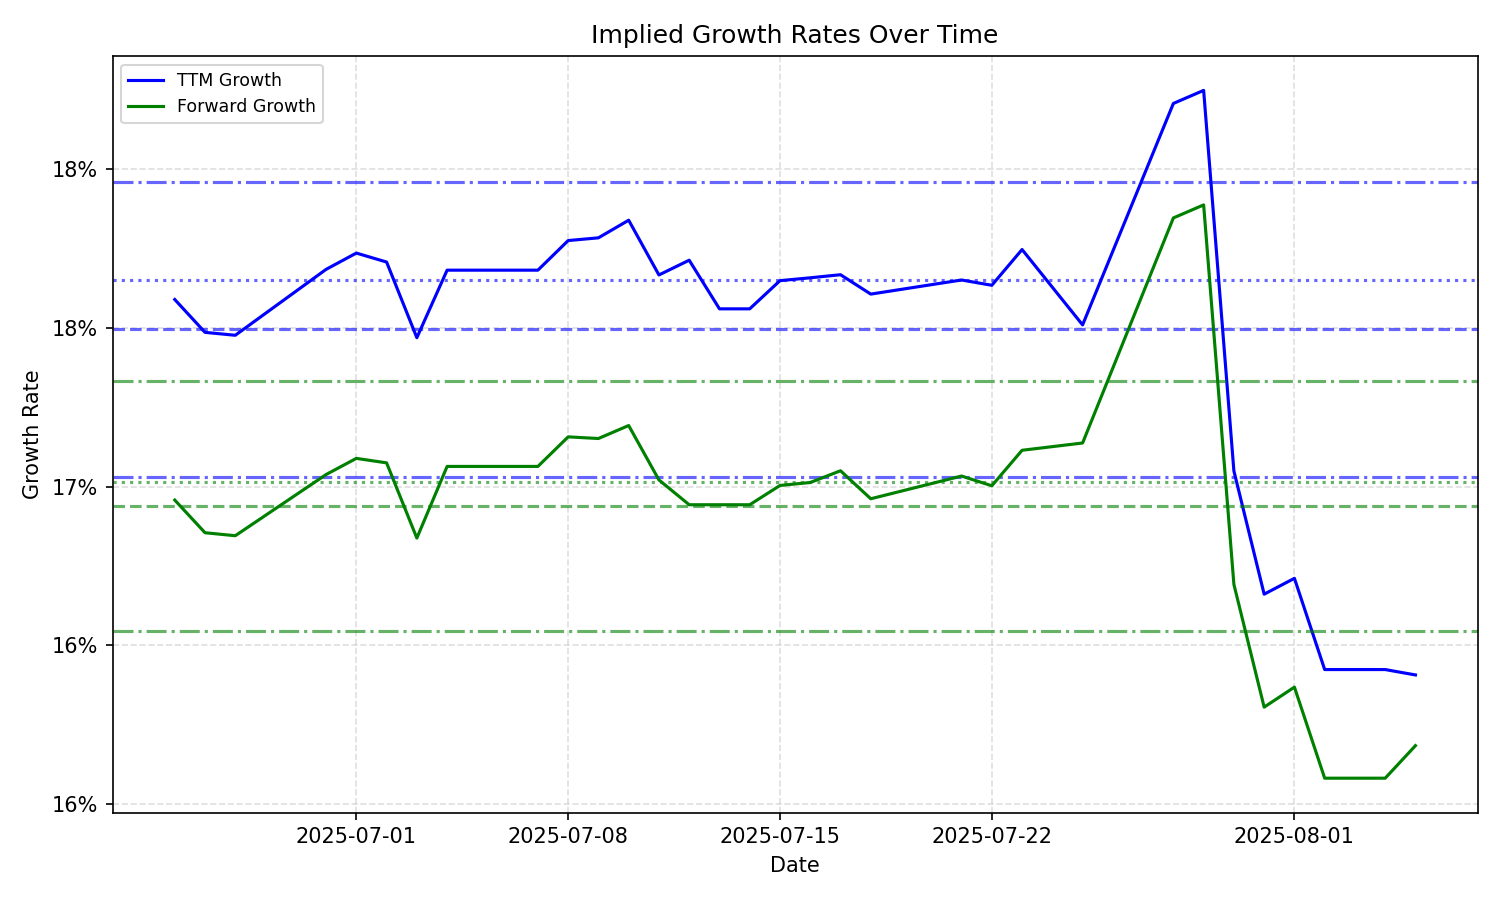 Implied Growth Rates Over Time
TTM Growth
Forward Growth
18%
18%
17%
16%
16%
Growth Rate
2025-07-01
2025-07-08
2025-07-15
2025-07-22
2025-08-01
Date